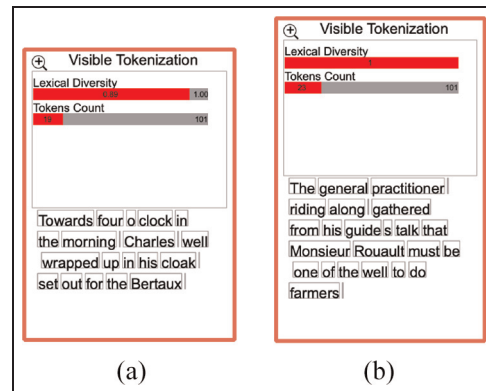 Visible Tokenization
Lexical Diversity
0.89 1.00
Tokens Count
19 101
Towards four o clock in
the morning Charles well
wrapped up in his cloak
set out for the Bertaux
(a)
Visible Tokenization
Lexical Diversity
1
Tokens Count
23 101
The general practitioner
riding along gathered
from his guide s talk that
Monsieur Rouault must be
one of the well to do
farmers
(b)